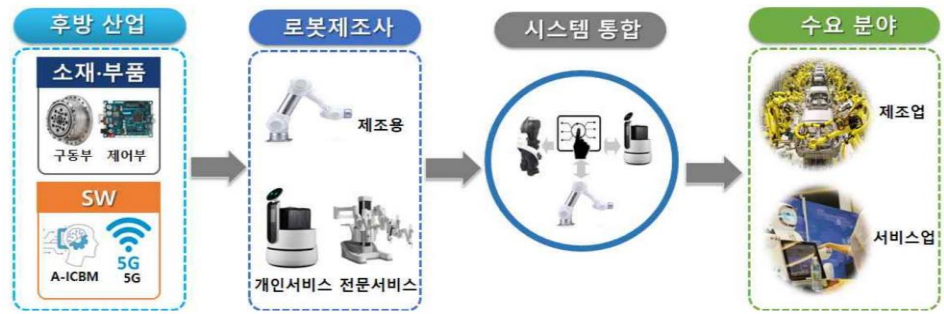 후방 산업
소재·부품
구동부 제어부
SW
5G
A-ICBM 5G
로봇제조사
제조용
개인서비스 전문서비스
시스템 통합
수요 분야
제조업
서비스업